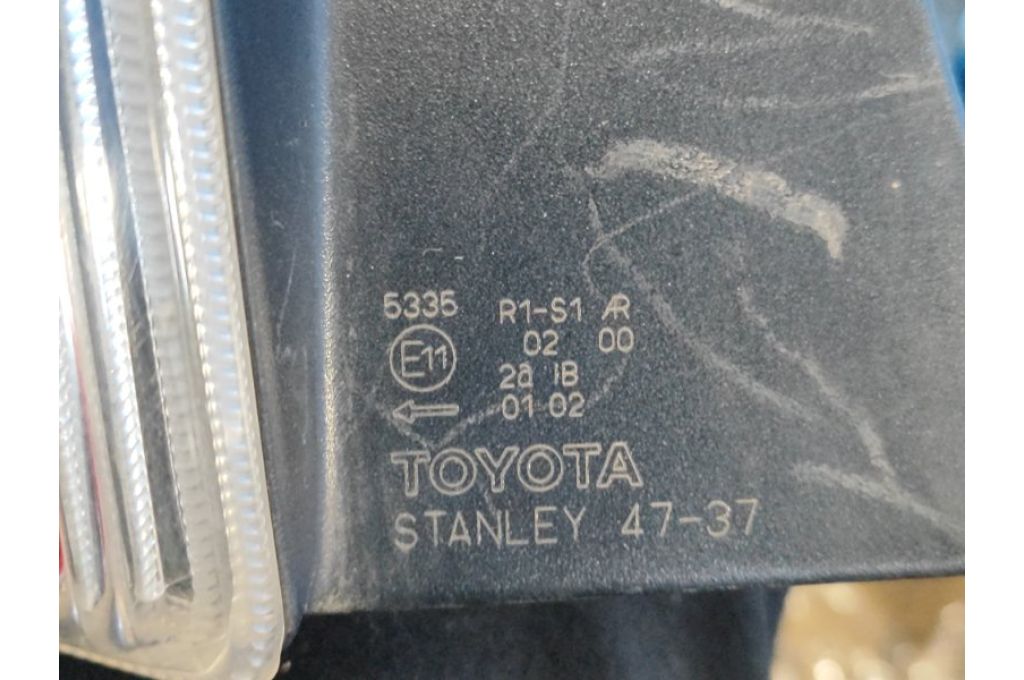 5335 R1-S1 AR
02 00
E11
2a IB
01 02
TOYOTA
STANLEY 47-37